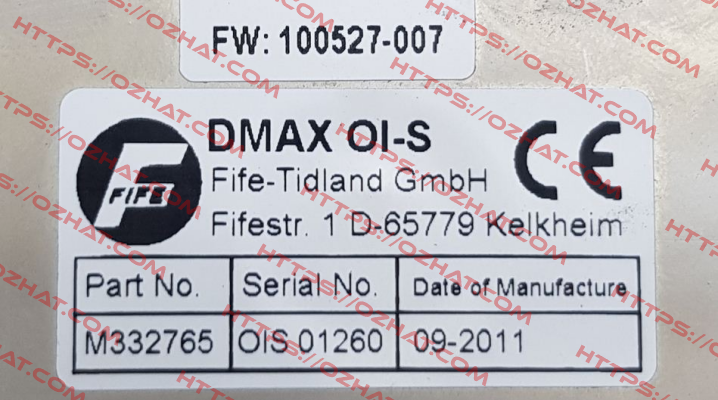 FW: 100527-007
FIFE
DMAX OI-S
CE
Fife-Tidland GmbH
Fifestr. 1 D-65779 Kelkheim
Part No. Serial No. Date of Manufacture
M332765 OIS 01260 09-2011
HTTPS://OZHAT.COM